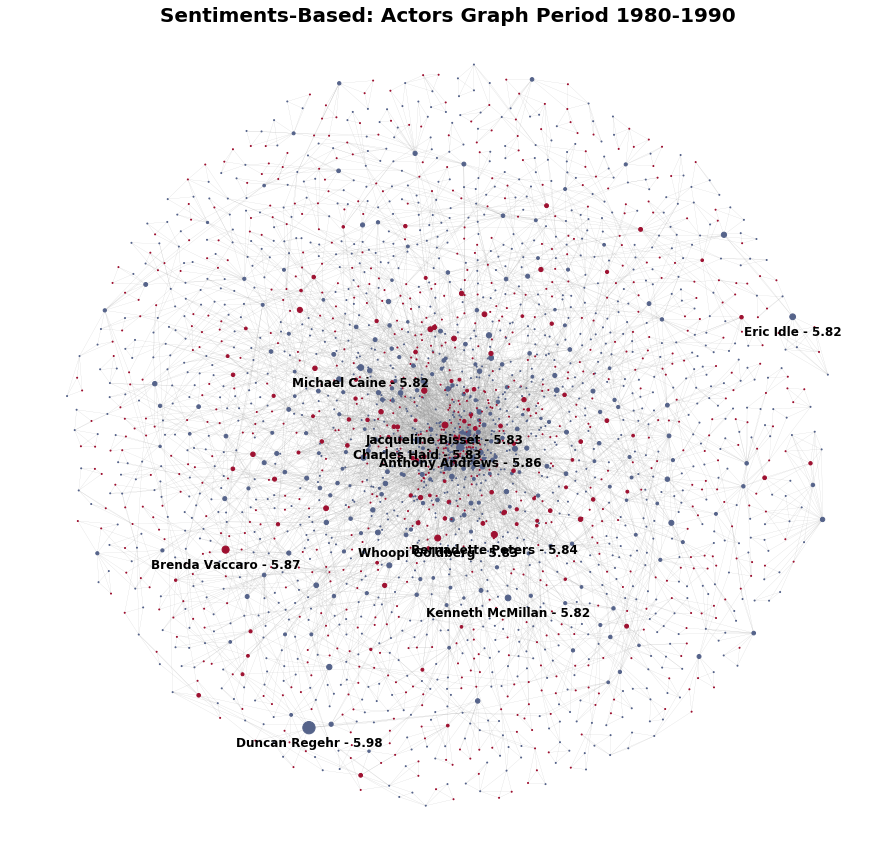 Sentiments-Based: Actors Graph Period 1980-1990
Eric Idle - 5.82
Michael Caine - 5.82
Jacqueline Bisset - 5.83
Charles Haid - 5.83
Anthony Andrews - 5.86
Bernadette Peters - 5.84
Whoopi Goldberg - 5.83
Brenda Vaccaro - 5.87
Kenneth McMillan - 5.82
Duncan Regehr - 5.98